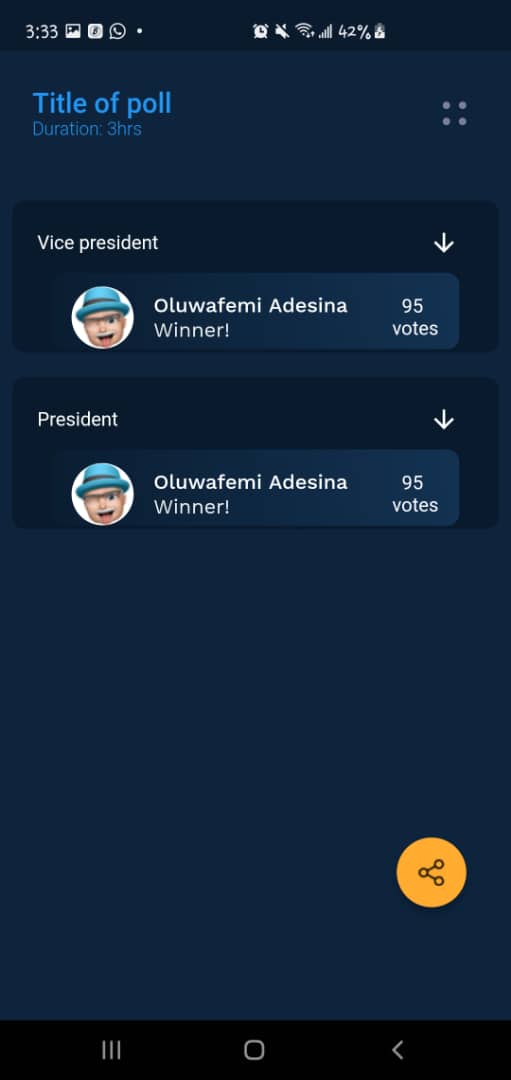 3:33 42%
Title of poll
Duration: 3hrs
Vice president
Oluwafemi Adesina 95
Winner! votes
President
Oluwafemi Adesina 95
Winner! votes